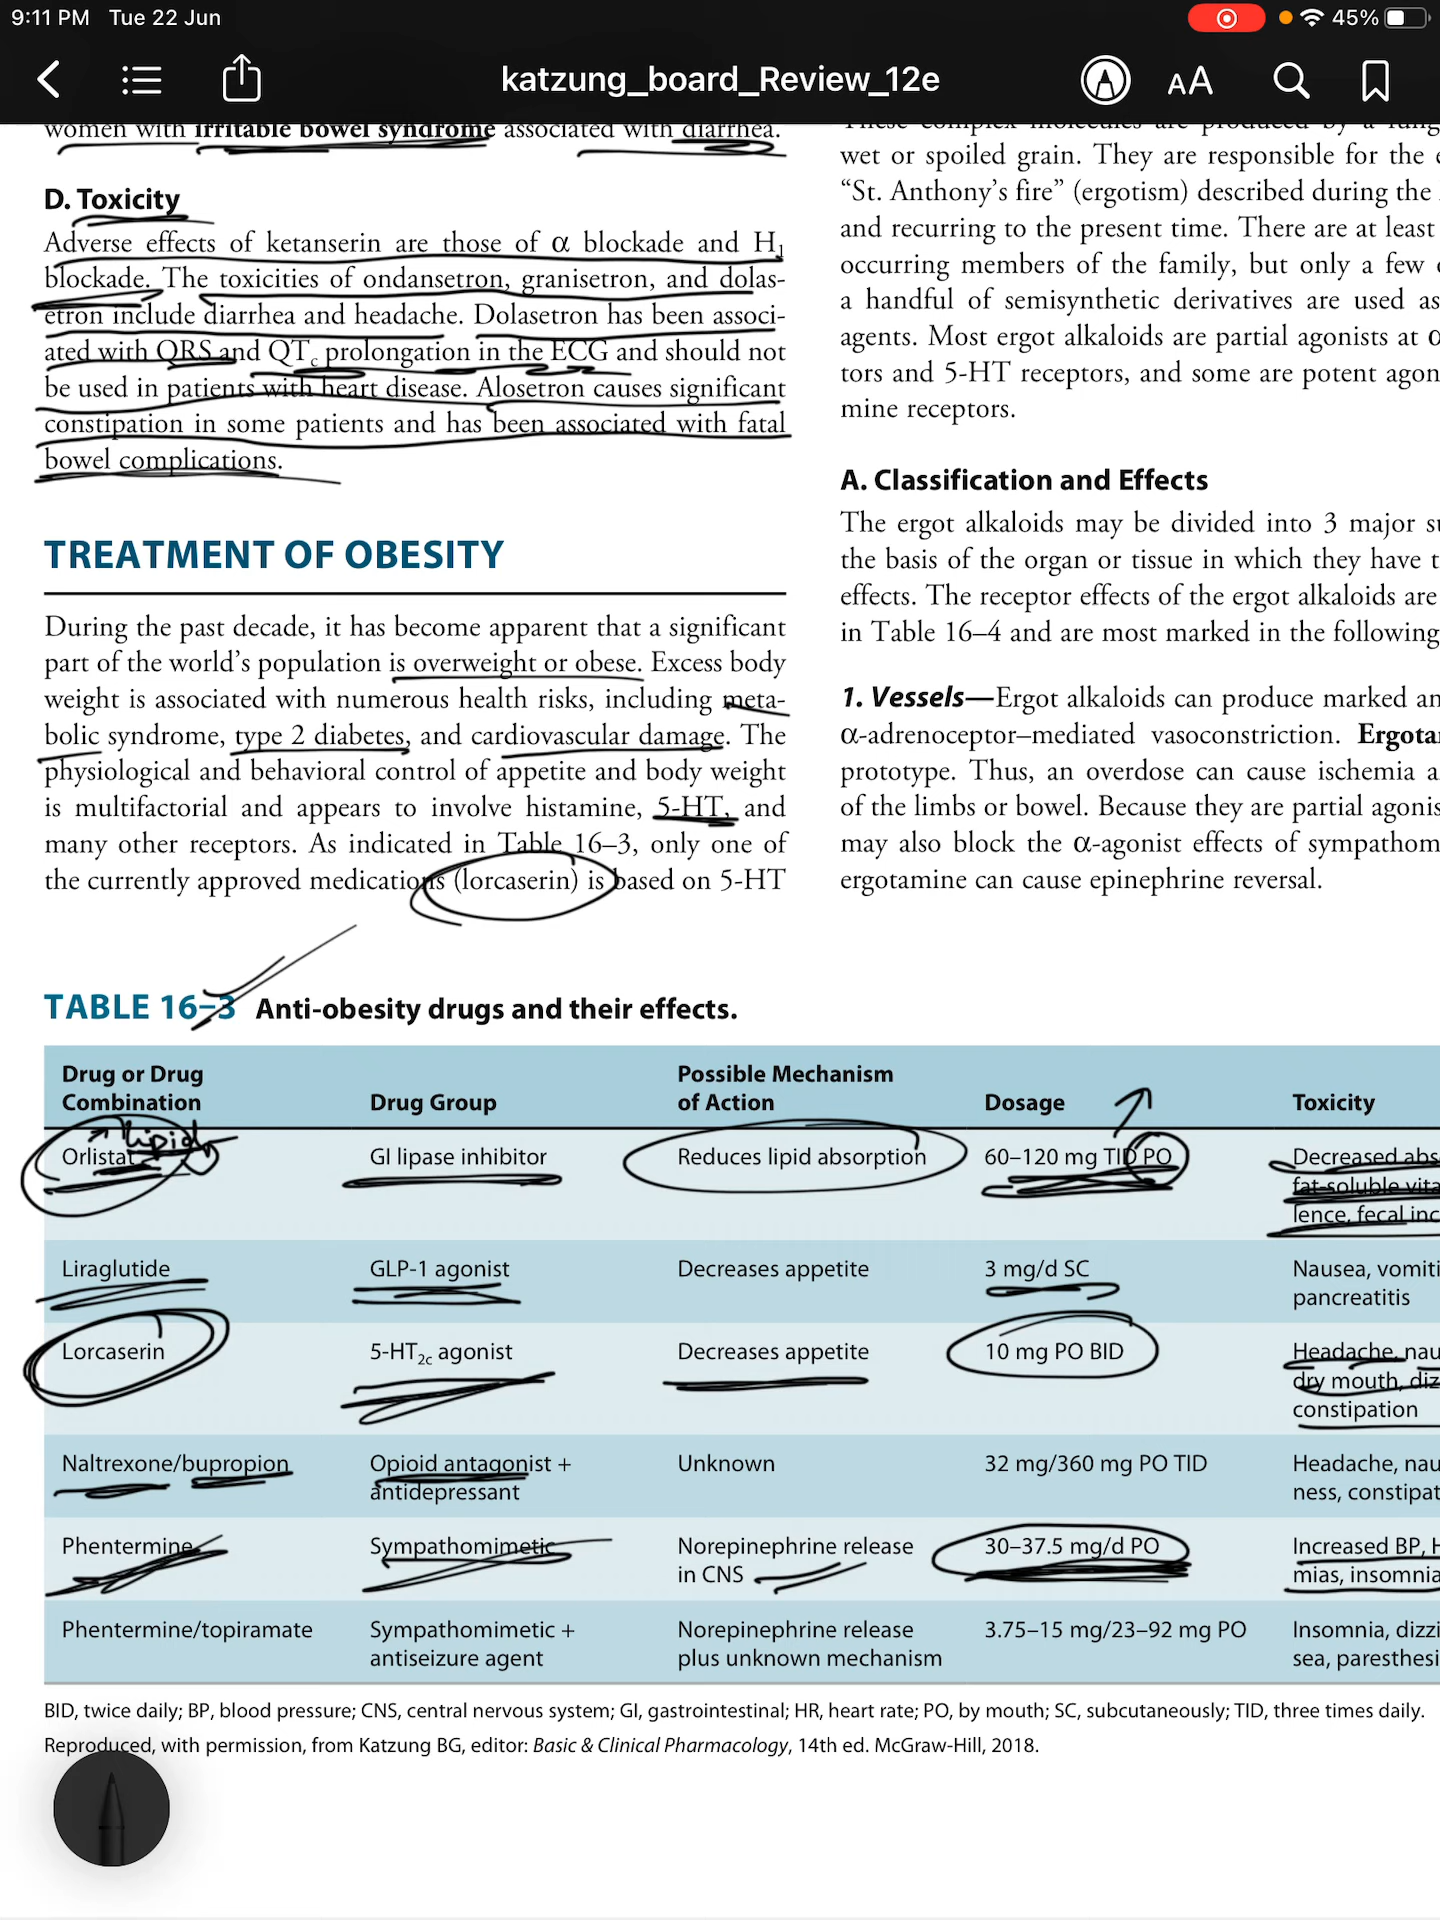 9:11 PM Tue 22 Jun
45%
katzung_board_Review_12e
AA
women with irritable bowel syndrome associated with diarrhea.
D. Toxicity
Adverse effects of ketanserin are those of α blockade and H1
blockade. The toxicities of ondansetron, granisetron, and dolas-
etron include diarrhea and headache. Dolasetron has been associ-
ated with QRS and QTc prolongation in the ECG and should not
be used in patients with heart disease. Alosetron causes significant
constipation in some patients and has been associated with fatal
bowel complications.
TREATMENT OF OBESITY
During the past decade, it has become apparent that a significant
part of the world's population is overweight or obese. Excess body
weight is associated with numerous health risks, including meta-
bolic syndrome, type 2 diabetes, and cardiovascular damage. The
physiological and behavioral control of appetite and body weight
is multifactorial and appears to involve histamine, 5-HT, and
many other receptors. As indicated in Table 16–3, only one of
the currently approved medications (lorcaserin) is based on 5-HT
These complex molecules are produced by a fung
wet or spoiled grain. They are responsible for the
“St. Anthony's fire” (ergotism) described during the
and recurring to the present time. There are at least
occurring members of the family, but only a few
a handful of semisynthetic derivatives are used as
agents. Most ergot alkaloids are partial agonists at α
tors and 5-HT receptors, and some are potent agon
mine receptors.
A. Classification and Effects
The ergot alkaloids may be divided into 3 major su
the basis of the organ or tissue in which they have t
effects. The receptor effects of the ergot alkaloids are
in Table 16–4 and are most marked in the following
1. Vessels—Ergot alkaloids can produce marked an
α-adrenoceptor–mediated vasoconstriction. Ergota
prototype. Thus, an overdose can cause ischemia a
of the limbs or bowel. Because they are partial agonis
may also block the α-agonist effects of sympathom
ergotamine can cause epinephrine reversal.
TABLE 16–3 Anti-obesity drugs and their effects.
Drug or Drug Combination
Drug Group
Possible Mechanism of Action
Dosage
Toxicity
lipid
Orlistat
GI lipase inhibitor
Reduces lipid absorption
60–120 mg TID PO
Decreased abs
fat-soluble vita
lence, fecal inc
Liraglutide
GLP-1 agonist
Decreases appetite
3 mg/d SC
Nausea, vomiti
pancreatitis
Lorcaserin
5-HT2c agonist
Decreases appetite
10 mg PO BID
Headache, nau
dry mouth, diz
constipation
Naltrexone/bupropion
Opioid antagonist +
antidepressant
Unknown
32 mg/360 mg PO TID
Headache, nau
ness, constipat
Phentermine
Sympathomimetic
Norepinephrine release
in CNS
30–37.5 mg/d PO
Increased BP, H
mias, insomnia
Phentermine/topiramate
Sympathomimetic +
antiseizure agent
Norepinephrine release
plus unknown mechanism
3.75–15 mg/23–92 mg PO
Insomnia, dizzi
sea, paresthesi
BID, twice daily; BP, blood pressure; CNS, central nervous system; GI, gastrointestinal; HR, heart rate; PO, by mouth; SC, subcutaneously; TID, three times daily.
Reproduced, with permission, from Katzung BG, editor: Basic & Clinical Pharmacology, 14th ed. McGraw-Hill, 2018.